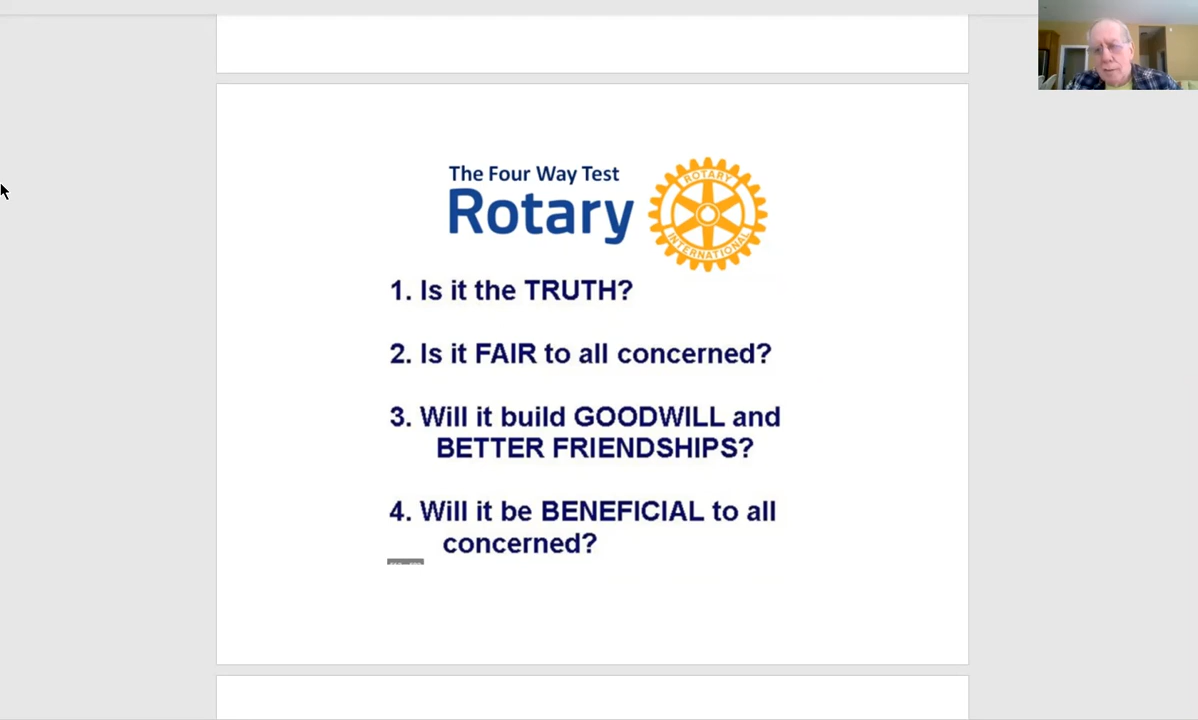 The Four Way Test
Rotary
ROTARY
INTERNATIONAL
1. Is it the TRUTH?
2. Is it FAIR to all concerned?
3. Will it build GOODWILL and
BETTER FRIENDSHIPS?
4. Will it be BENEFICIAL to all
concerned?